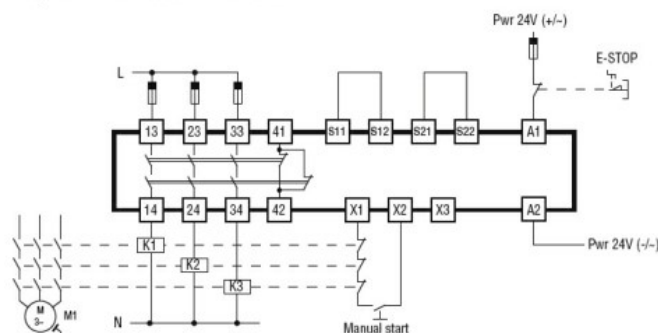 Pwr 24V (+/~)
E-STOP
L
13 23 33 41 S11 S12 S21 S22 A1
14 24 34 42 X1 X2 X3 A2
K1
Pwr 24V (-/~)
K2
K3
M
3~
M1
N
Manual start